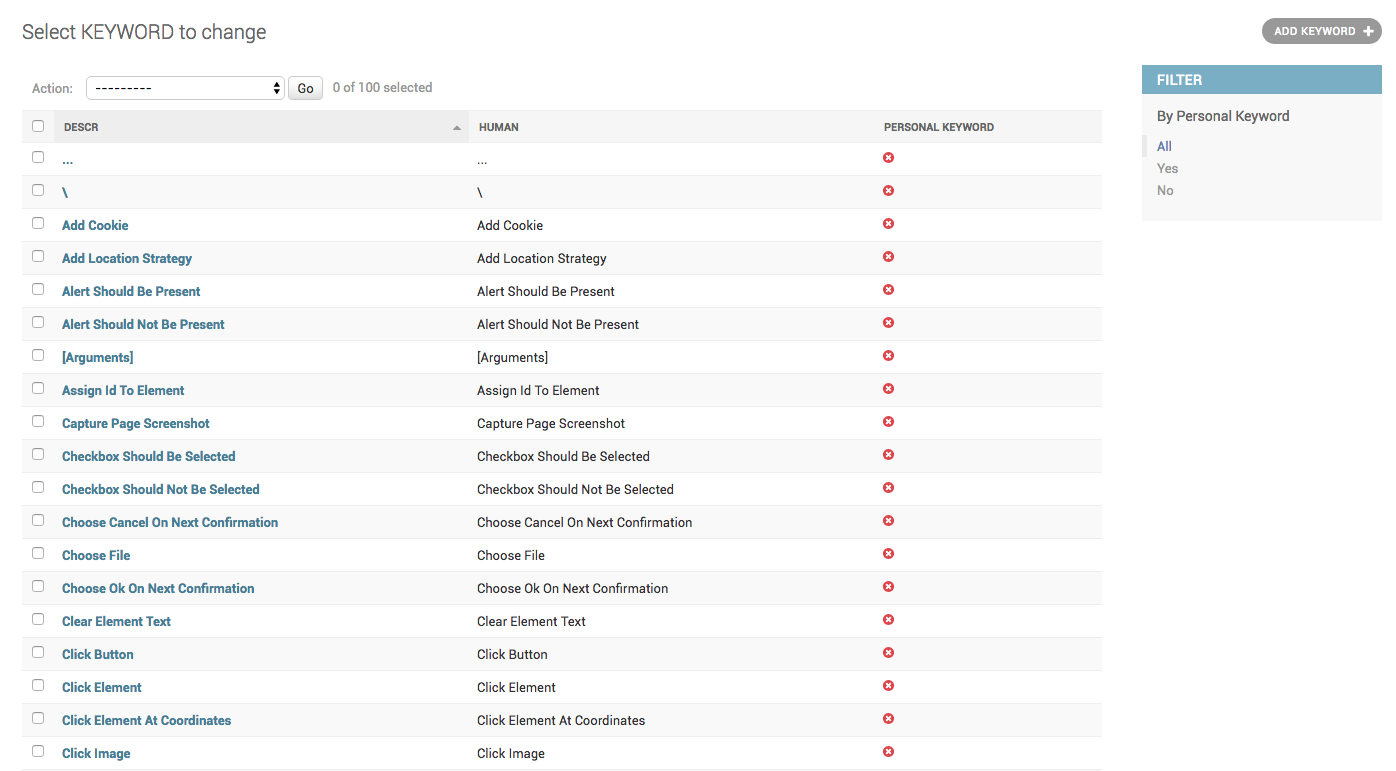 Select KEYWORD to change
ADD KEYWORD +
Action: --------- Go 0 of 100 selected
FILTER
By Personal Keyword
All
Yes
No
DESCR HUMAN PERSONAL KEYWORD
... ...
\ \
Add Cookie Add Cookie
Add Location Strategy Add Location Strategy
Alert Should Be Present Alert Should Be Present
Alert Should Not Be Present Alert Should Not Be Present
[Arguments] [Arguments]
Assign Id To Element Assign Id To Element
Capture Page Screenshot Capture Page Screenshot
Checkbox Should Be Selected Checkbox Should Be Selected
Checkbox Should Not Be Selected Checkbox Should Not Be Selected
Choose Cancel On Next Confirmation Choose Cancel On Next Confirmation
Choose File Choose File
Choose Ok On Next Confirmation Choose Ok On Next Confirmation
Clear Element Text Clear Element Text
Click Button Click Button
Click Element Click Element
Click Element At Coordinates Click Element At Coordinates
Click Image Click Image